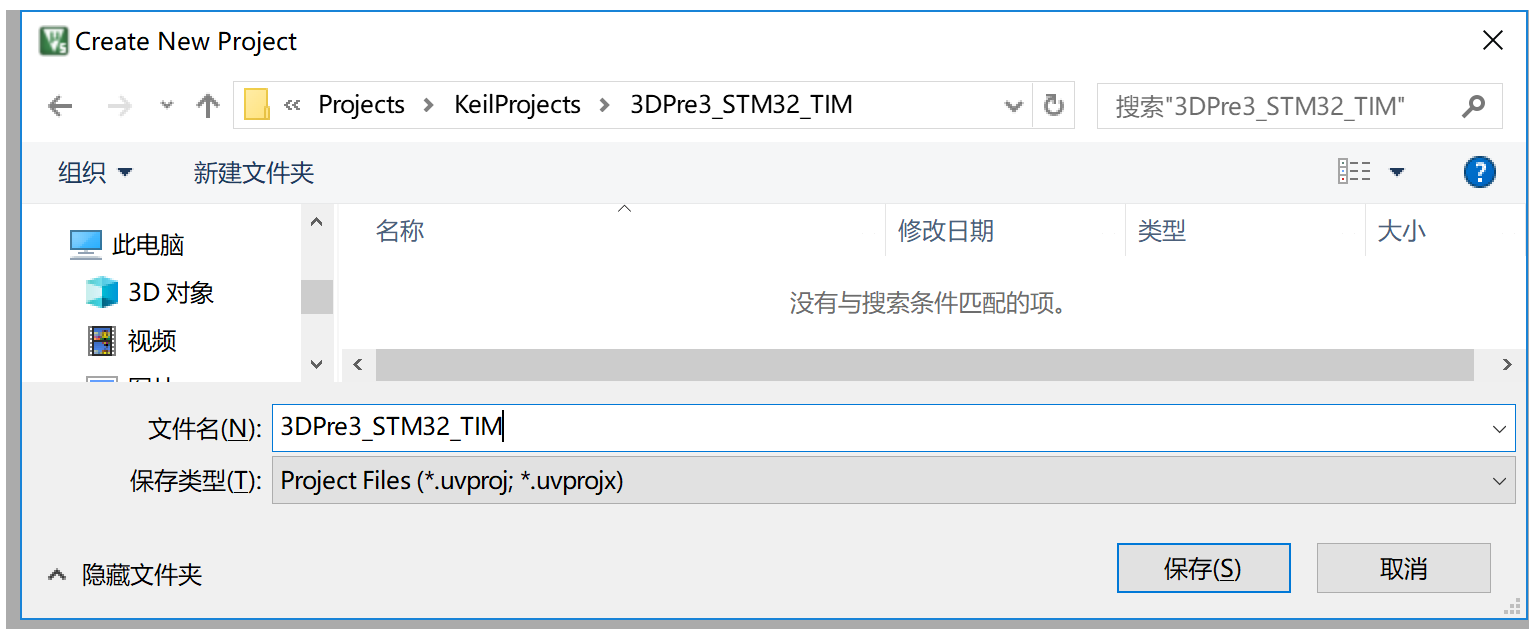 Create New Project
« Projects > KeilProjects > 3DPre3_STM32_TIM
搜索"3DPre3_STM32_TIM"
组织
新建文件夹
此电脑
3D 对象
视频
名称
修改日期
类型
大小
没有与搜索条件匹配的项。
文件名(N): 3DPre3_STM32_TIM
保存类型(T): Project Files (*.uvproj; *.uvprojx)
隐藏文件夹
保存(S)
取消